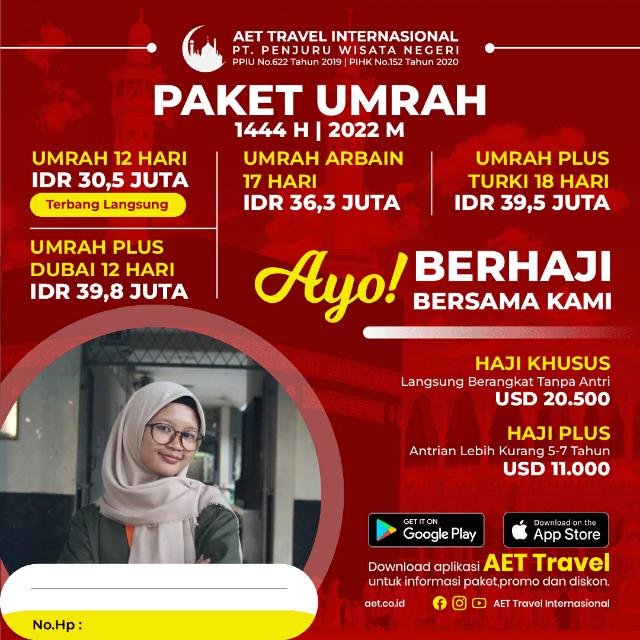 AET TRAVEL INTERNASIONAL
PT. PENJURU WISATA NEGERI
PPIU No.622 Tahun 2019 | PIHK No.152 Tahun 2020
PAKET UMRAH
1444 H | 2022 M
UMRAH 12 HARI
IDR 30,5 JUTA
Terbang Langsung
UMRAH ARBAIN
17 HARI
IDR 36,3 JUTA
UMRAH PLUS
TURKI 18 HARI
IDR 39,5 JUTA
UMRAH PLUS
DUBAI 12 HARI
IDR 39,8 JUTA
Ayo! BERHAJI
BERSAMA KAMI
HAJI KHUSUS
Langsung Berangkat Tanpa Antri
USD 20.500
HAJI PLUS
Antrian Lebih Kurang 5-7 Tahun
USD 11.000
GET IT ON
Google Play
Download on the
App Store
Download aplikasi AET Travel
untuk informasi paket,promo dan diskon.
aet.co.id AET Travel Internasional
No.Hp :